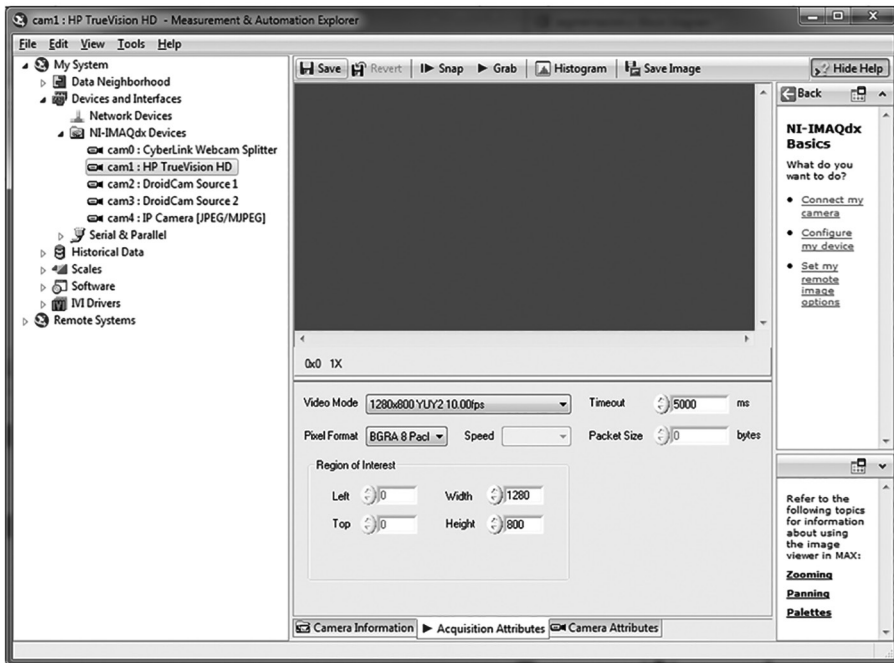 cam1 : HP TrueVision HD - Measurement & Automation Explorer
File Edit View Tools Help
My System
Data Neighborhood
Devices and Interfaces
Network Devices
NI-IMAQdx Devices
cam0 : CyberLink Webcam Splitter
cam1 : HP TrueVision HD
cam2 : DroidCam Source 1
cam3 : DroidCam Source 2
cam4 : IP Camera [JPEG/MJPEG]
Serial & Parallel
Historical Data
Scales
Software
IVI Drivers
Remote Systems
Save Revert Snap Grab Histogram Save Image Hide Help
0x0 1X
Video Mode 1280x800 YUY2 10.00fps Timeout 5000 ms
Pixel Format BGRA 8 Pacl Speed Packet Size 0 bytes
Region of Interest
Left 0 Width 1280
Top 0 Height 800
Camera Information Acquisition Attributes Camera Attributes
Back
NI-IMAQdx
Basics
What do you
want to do?
Connect my
camera
Configure
my device
Set my
remote
image
options
Refer to the
following topics
for information
about using
the image
viewer in MAX:
Zooming
Panning
Palettes